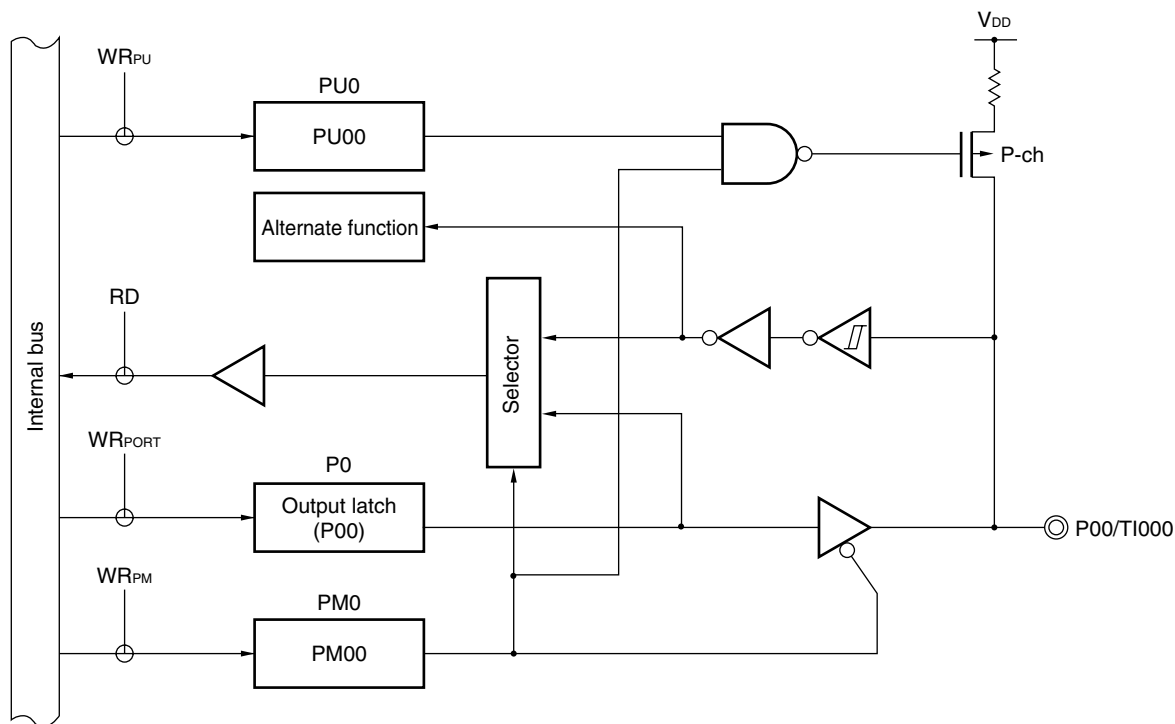 VDD
WRPU
PU0
PU00
P-ch
Alternate function
RD
Internal bus
Selector
WRPORT
P0
Output latch
(P00)
P00/TI000
WRPM
PM0
PM00